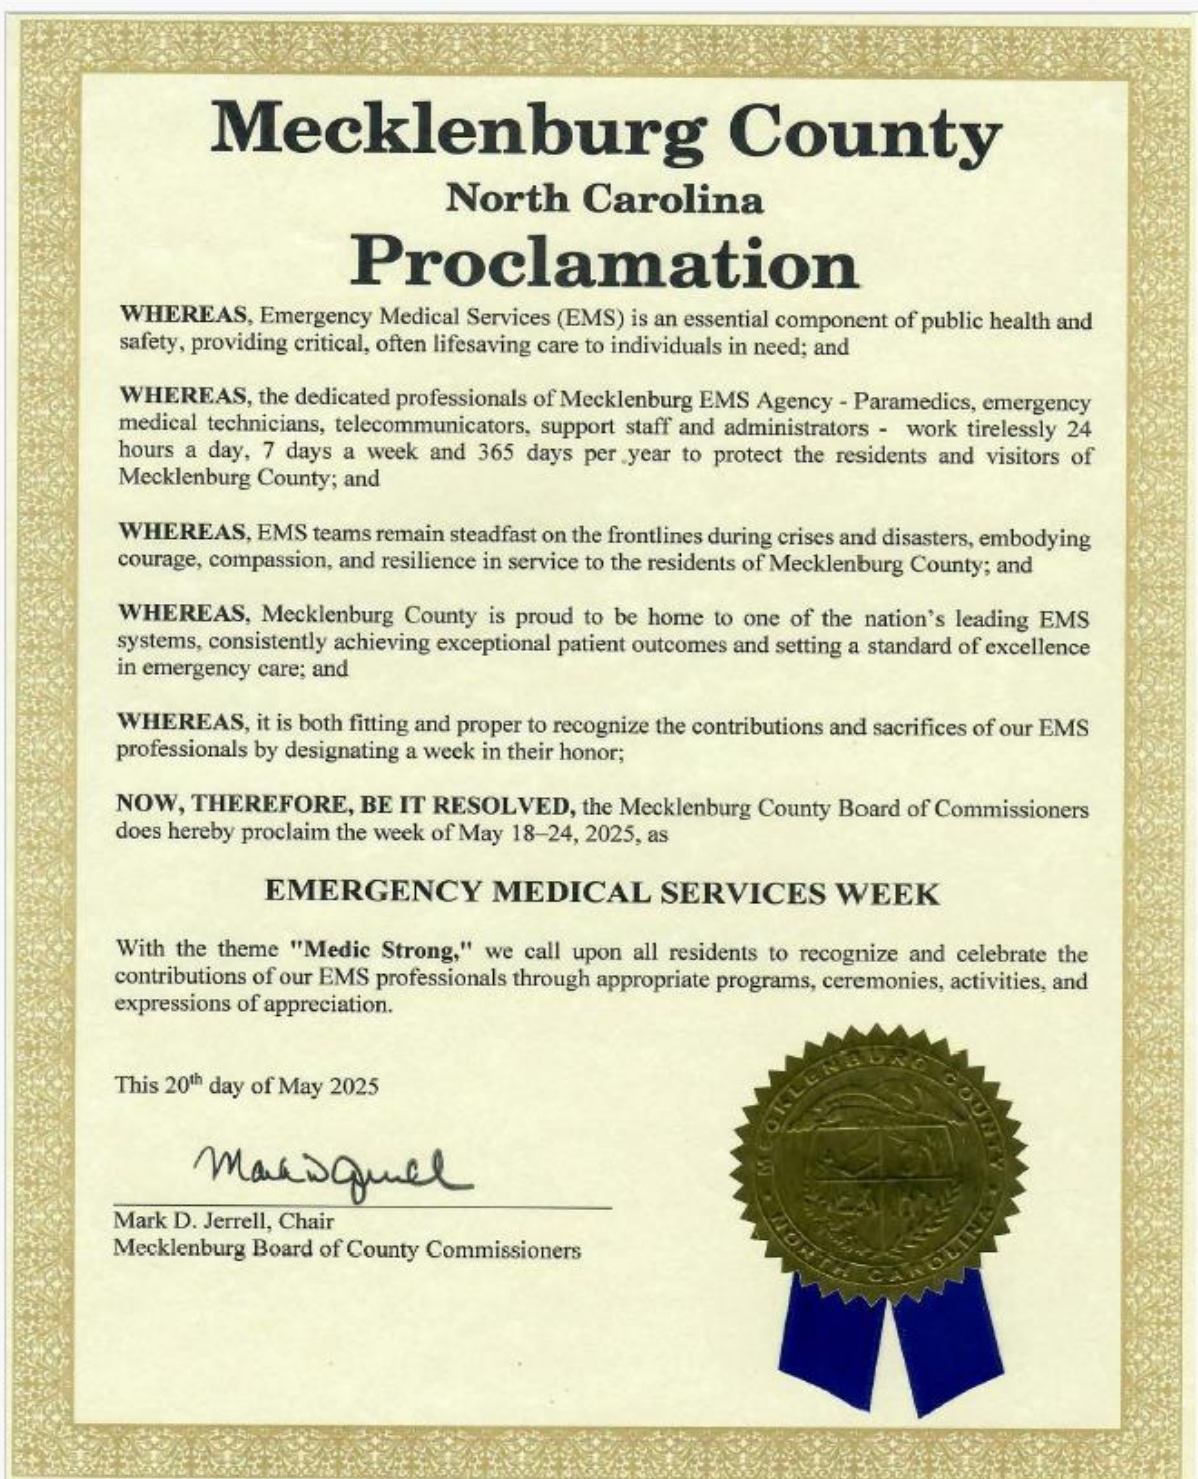 Mecklenburg County
North Carolina
Proclamation
WHEREAS, Emergency Medical Services (EMS) is an essential component of public health and
safety, providing critical, often lifesaving care to individuals in need; and
WHEREAS, the dedicated professionals of Mecklenburg EMS Agency - Paramedics, emergency
medical technicians, telecommunicators, support staff and administrators - work tirelessly 24
hours a day, 7 days a week and 365 days per year to protect the residents and visitors of
Mecklenburg County; and
WHEREAS, EMS teams remain steadfast on the frontlines during crises and disasters, embodying
courage, compassion, and resilience in service to the residents of Mecklenburg County; and
WHEREAS, Mecklenburg County is proud to be home to one of the nation's leading EMS
systems, consistently achieving exceptional patient outcomes and setting a standard of excellence
in emergency care; and
WHEREAS, it is both fitting and proper to recognize the contributions and sacrifices of our EMS
professionals by designating a week in their honor;
NOW, THEREFORE, BE IT RESOLVED, the Mecklenburg County Board of Commissioners
does hereby proclaim the week of May 18–24, 2025, as
EMERGENCY MEDICAL SERVICES WEEK
With the theme "Medic Strong," we call upon all residents to recognize and celebrate the
contributions of our EMS professionals through appropriate programs, ceremonies, activities, and
expressions of appreciation.
This 20th day of May 2025
Mark D Jerrell
Mark D. Jerrell, Chair
Mecklenburg Board of County Commissioners
MECKLENBURG COUNTY
NORTH CAROLINA